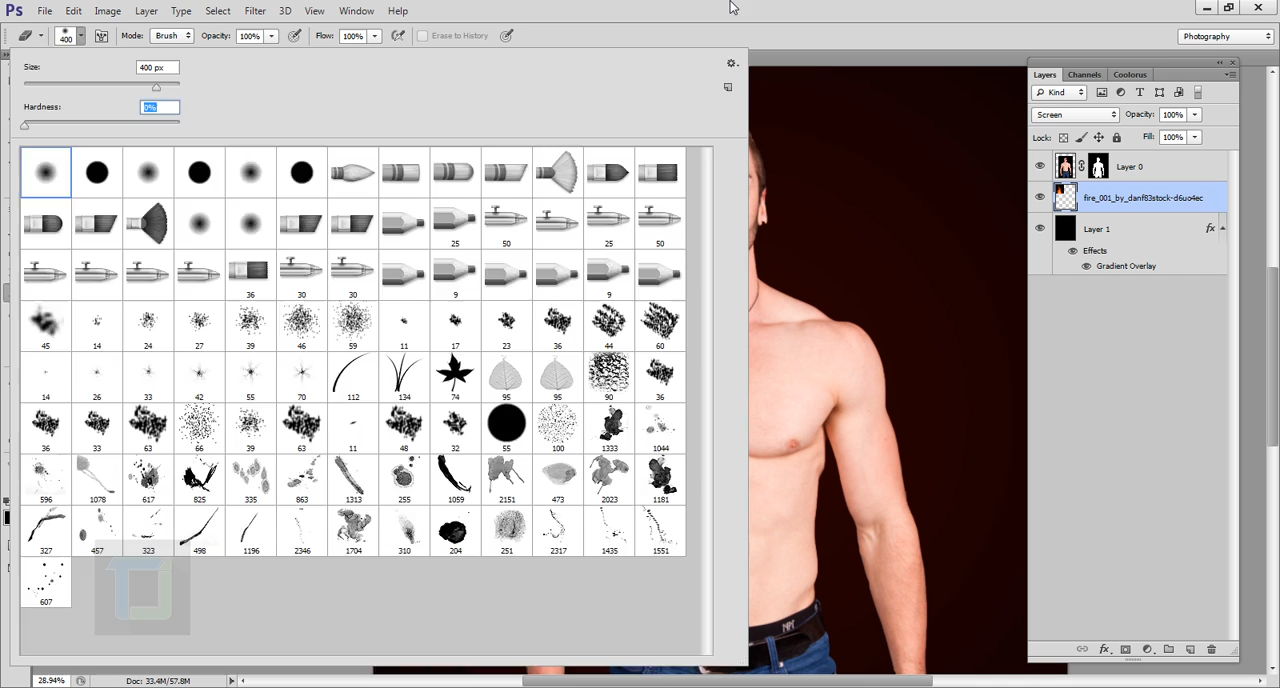 Ps File Edit Image Layer Type Select Filter 3D View Window Help
400 Mode: Brush Opacity: 100% Flow: 100% Erase to History Photography
Size: 400 px
Hardness: 0%
25 50 25 50
36 30 30 9 9
45 14 24 27 39 46 59 11 17 23 36 44 60
14 26 33 42 55 70 112 134 74 95 95 90 36
36 33 63 66 39 63 11 48 32 55 100 1333 1044
596 1078 617 825 335 863 1313 255 1059 2151 473 2023 1181
327 457 323 498 1196 2346 1704 310 204 251 2317 1435 1551
607
Layers Channels Coolorus
Kind
Screen Opacity: 100%
Lock: Fill: 100%
Layer 0
fire_001_by_danf83stock-d6uo4ec
Layer 1 fx
Effects
Gradient Overlay
fx
28.94% Doc: 33.4M/57.8M